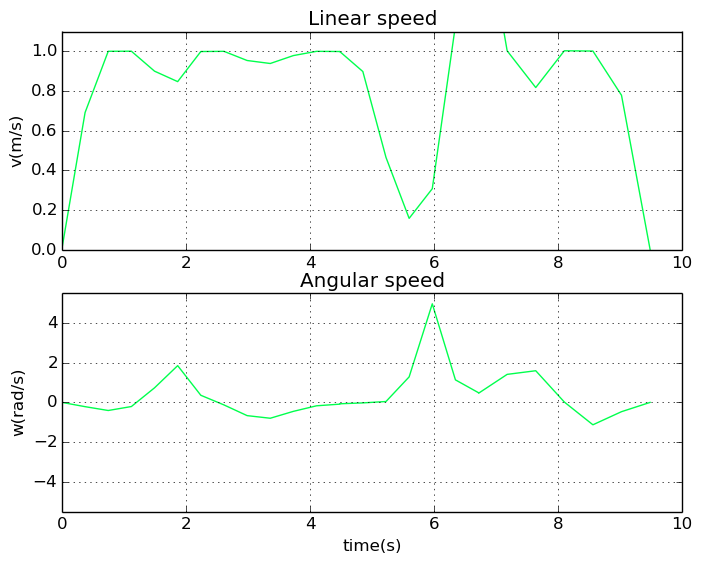 Linear speed
1.0
0.8
0.6
0.4
0.2
0.0
v(m/s)
0 2 4 6 8 10
Angular speed
4
2
0
−2
−4
w(rad/s)
0 2 4 6 8 10
time(s)